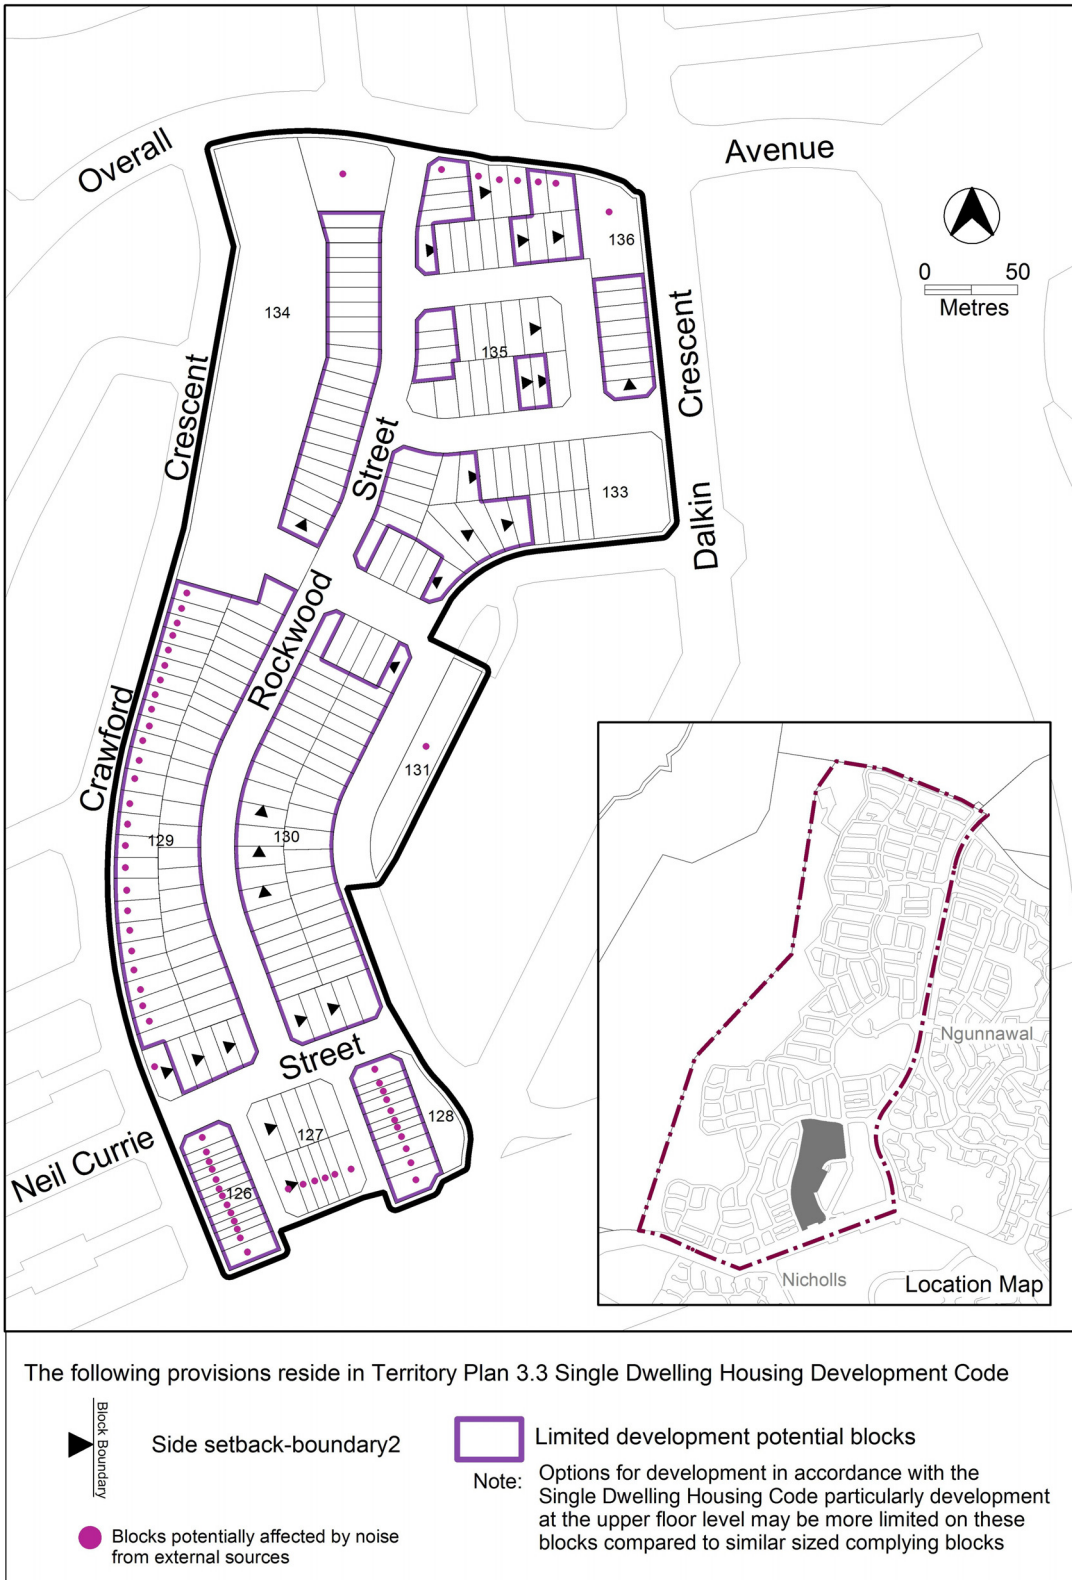 Overall
Avenue
136
0 50
Metres
134
Crescent
135
Crescent
Street
133
Dalkin
Rockwood
Crawford
131
129
130
Ngunnawal
Street
128
127
Neil Currie
126
Nicholls
Location Map
The following provisions reside in Territory Plan 3.3 Single Dwelling Housing Development Code
Block Boundary
Side setback-boundary2
Limited development potential blocks
Note: Options for development in accordance with the
Single Dwelling Housing Code particularly development
at the upper floor level may be more limited on these
blocks compared to similar sized complying blocks
Blocks potentially affected by noise
from external sources